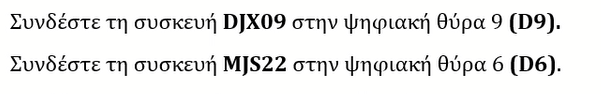 Συνδέστε τη συσκευή DJX09 στην ψηφιακή θύρα 9 (D9).
Συνδέστε τη συσκευή MJS22 στην ψηφιακή θύρα 6 (D6).